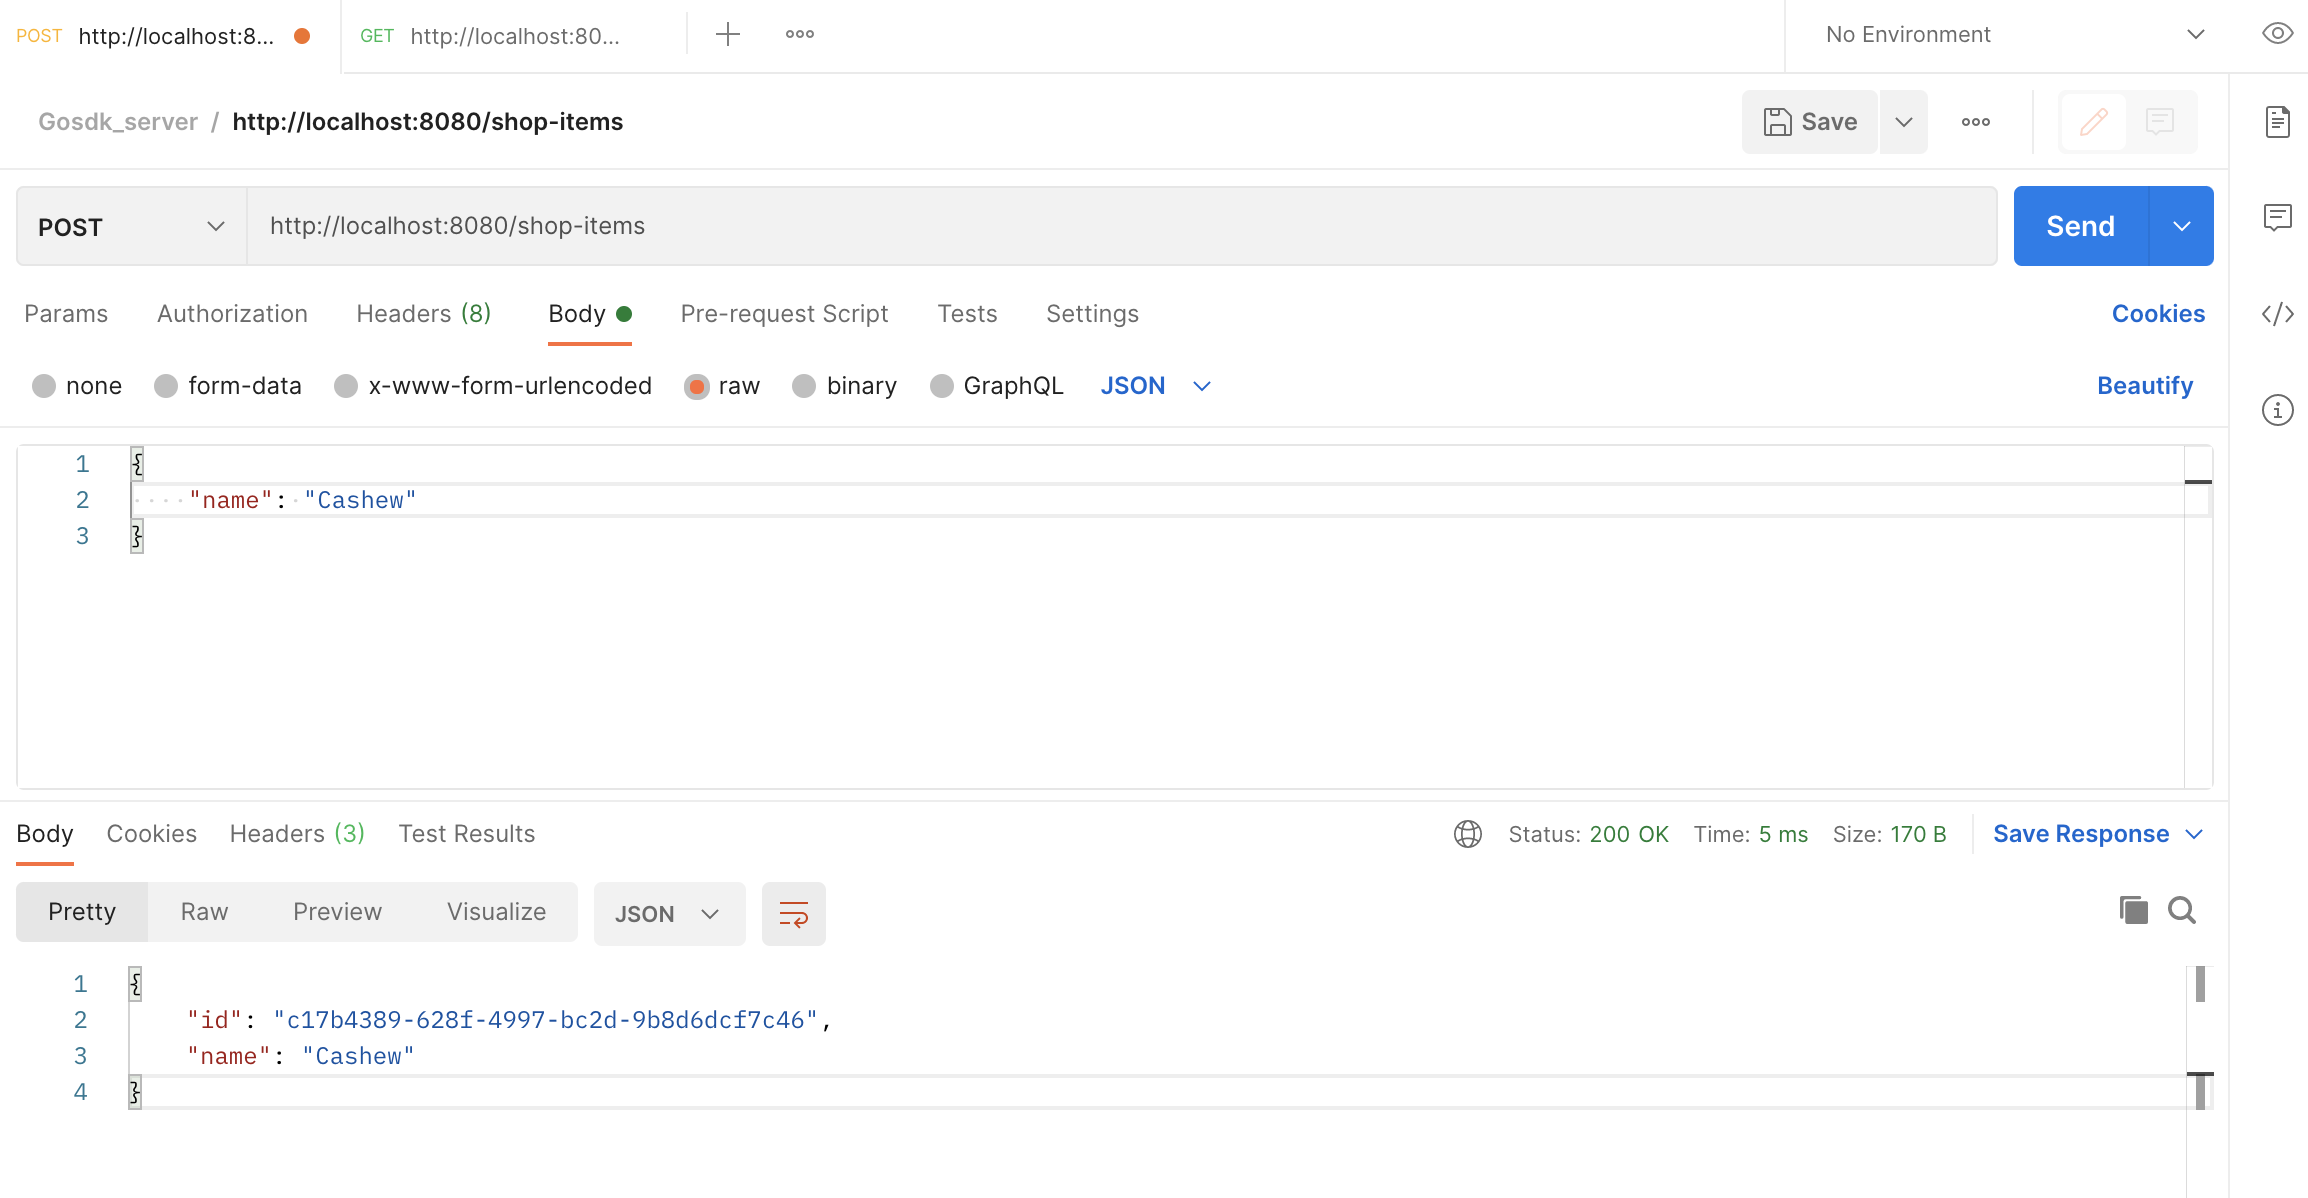 POST http://localhost:8... GET http://localhost:80... No Environment
Gosdk_server / http://localhost:8080/shop-items Save
POST http://localhost:8080/shop-items Send
Params Authorization Headers (8) Body Pre-request Script Tests Settings Cookies
none form-data x-www-form-urlencoded raw binary GraphQL JSON Beautify
1 {
2 "name": "Cashew"
3 }
Body Cookies Headers (3) Test Results Status: 200 OK Time: 5 ms Size: 170 B Save Response
Pretty Raw Preview Visualize JSON
1 {
2 "id": "c17b4389-628f-4997-bc2d-9b8d6dcf7c46",
3 "name": "Cashew"
4 }